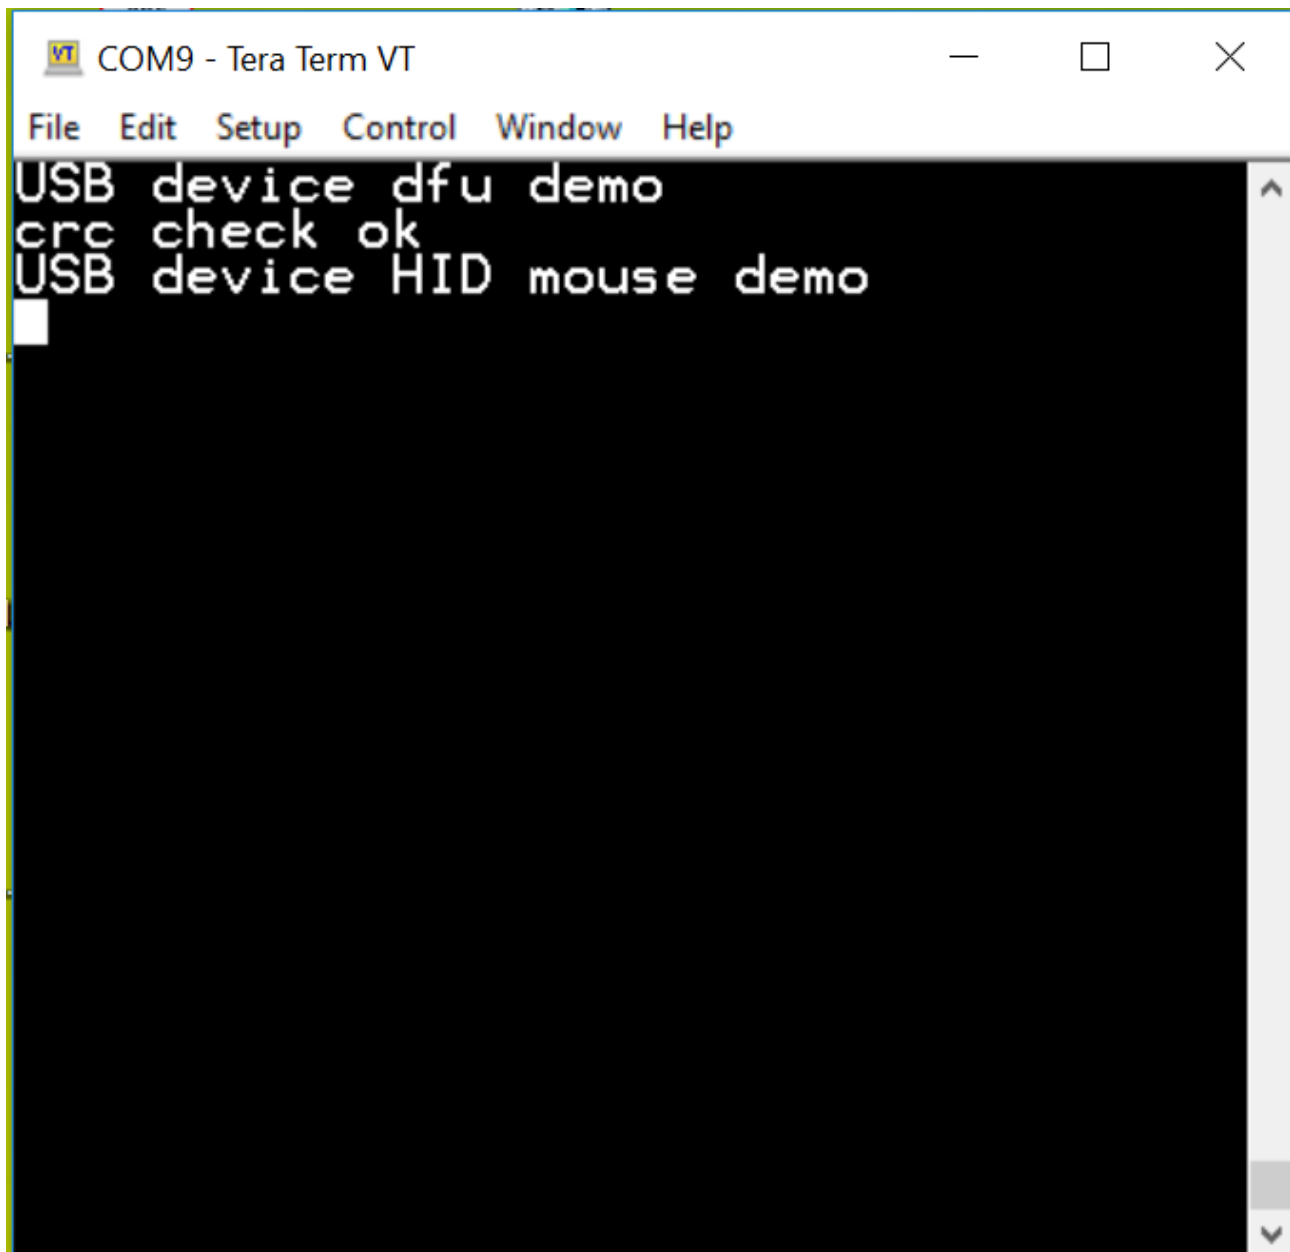 COM9 - Tera Term VT
File Edit Setup Control Window Help
USB device dfu demo
crc check ok
USB device HID mouse demo